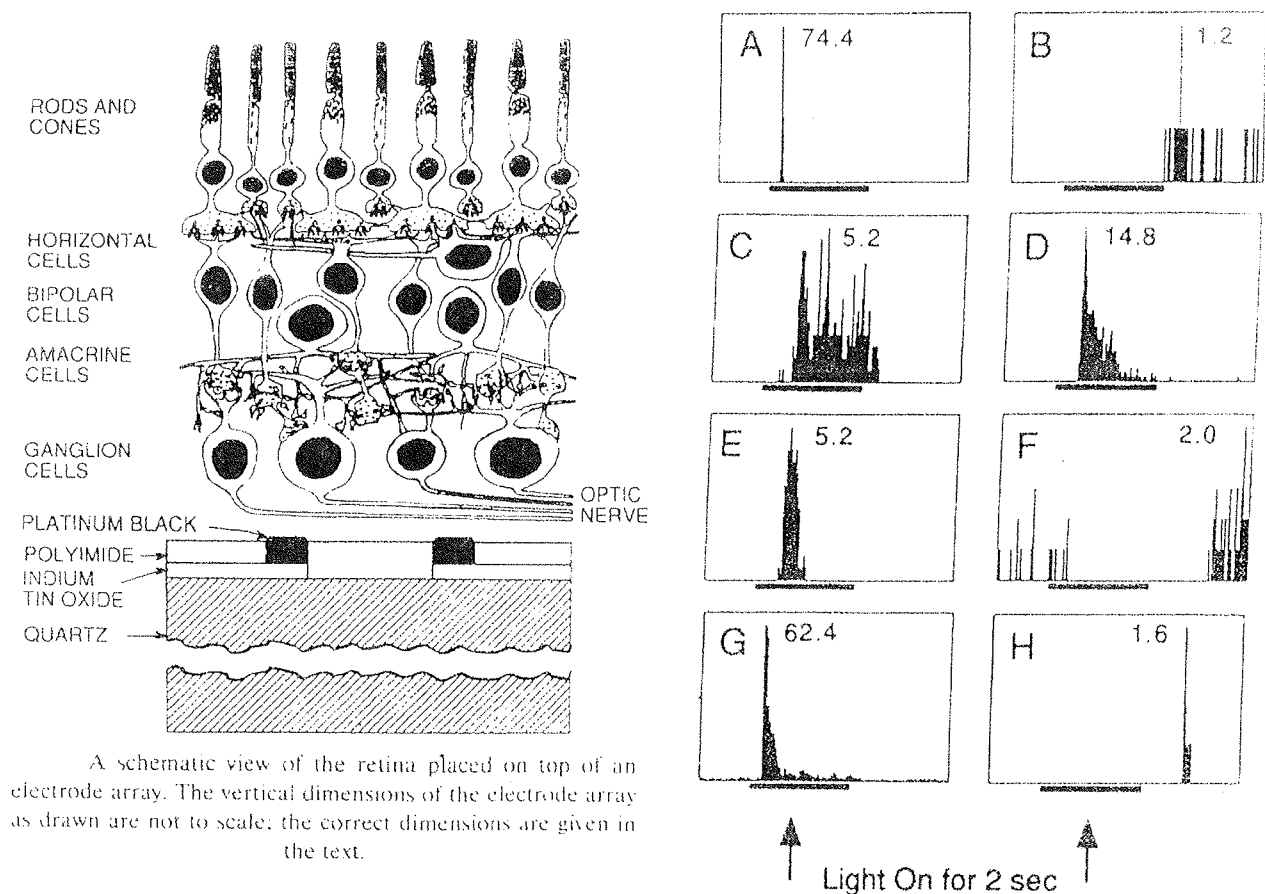 RODS AND
CONES
HORIZONTAL
CELLS
BIPOLAR
CELLS
AMACRINE
CELLS
GANGLION
CELLS
OPTIC
NERVE
PLATINUM BLACK
POLYIMIDE
INDIUM
TIN OXIDE
QUARTZ
A schematic view of the retina placed on top of an
electrode array. The vertical dimensions of the electrode array
as drawn are not to scale; the correct dimensions are given in
the text.
A 74.4
B 1.2
C 5.2
D 14.8
E 5.2
F 2.0
G 62.4
H 1.6
Light On for 2 sec